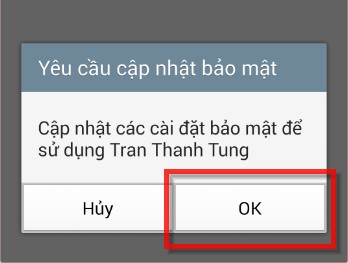 Yêu cầu cập nhật bảo mật
Cập nhật các cài đặt bảo mật để
sử dụng Tran Thanh Tung
Hủy
OK